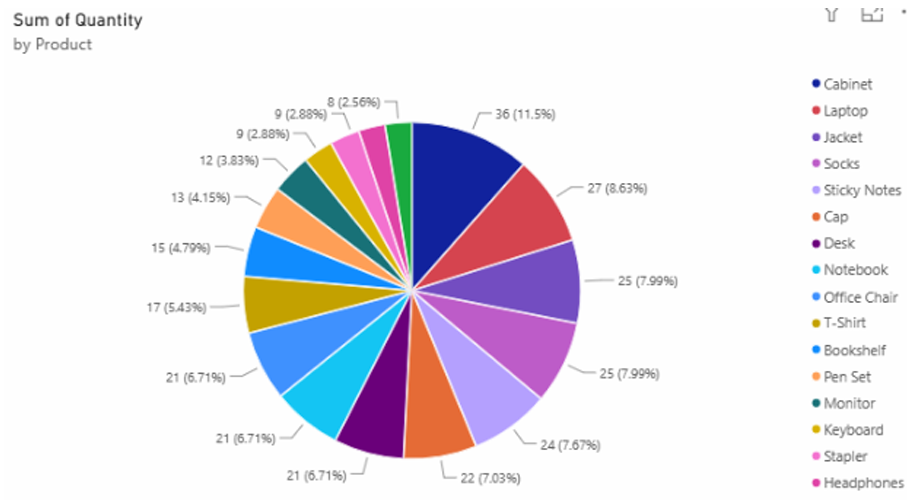 Sum of Quantity
by Product
8 (2.56%)
9 (2.88%)
9 (2.88%)
12 (3.83%)
13 (4.15%)
15 (4.79%)
17 (5.43%)
21 (6.71%)
21 (6.71%)
21 (6.71%)
22 (7.03%)
24 (7.67%)
25 (7.99%)
25 (7.99%)
27 (8.63%)
36 (11.5%)
Cabinet
Laptop
Jacket
Socks
Sticky Notes
Cap
Desk
Notebook
Office Chair
T-Shirt
Bookshelf
Pen Set
Monitor
Keyboard
Stapler
Headphones